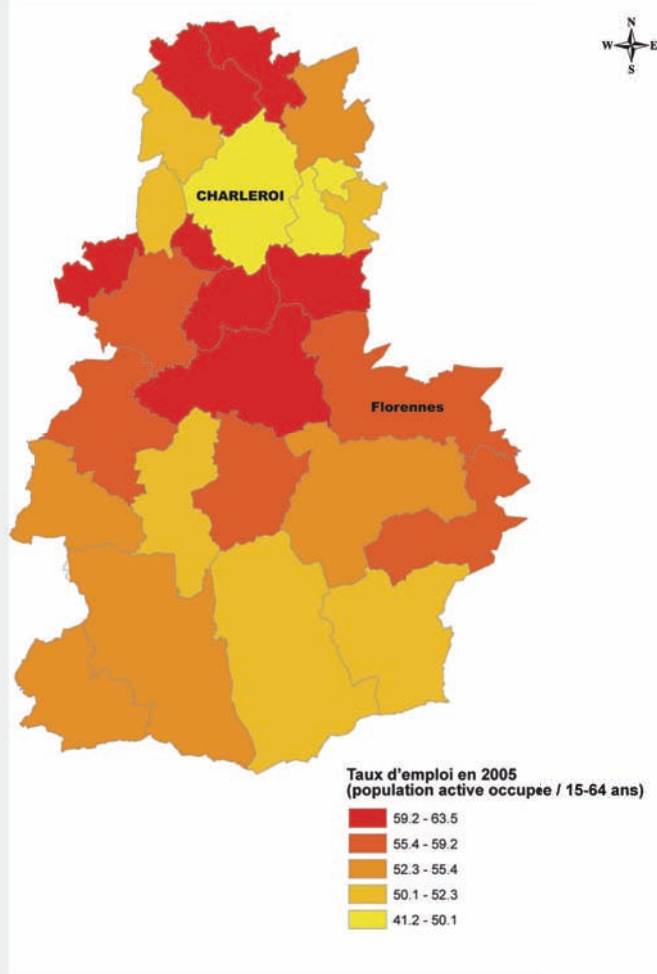 N
W E
S
CHARLEROI
Florennes
Taux d'emploi en 2005
(population active occupée / 15-64 ans)
59.2 - 63.5
55.4 - 59.2
52.3 - 55.4
50.1 - 52.3
41.2 - 50.1